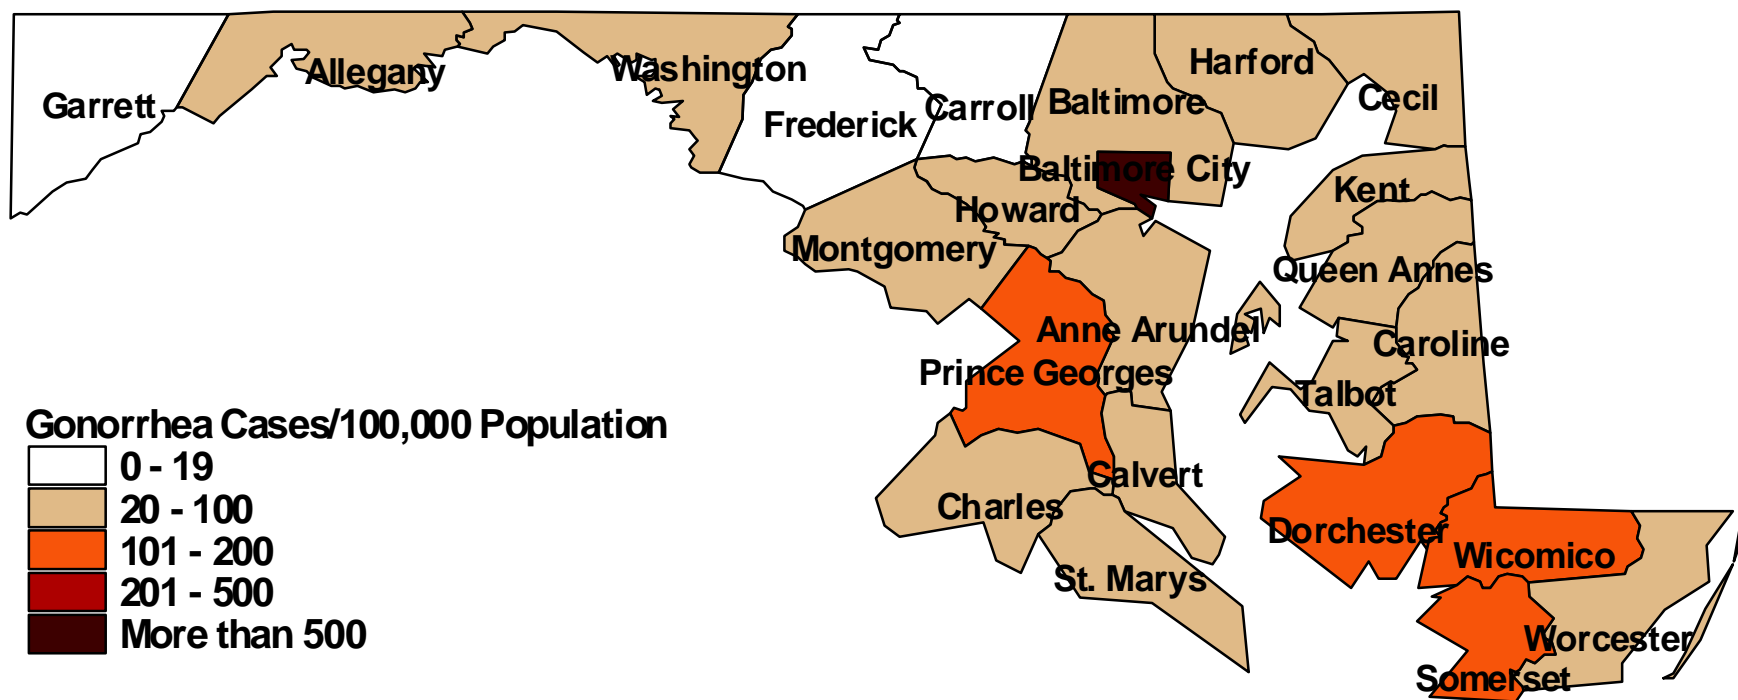 Garrett
Allegany
Washington
Frederick
Carroll
Baltimore
Harford
Cecil
Baltimore City
Howard
Montgomery
Kent
Queen Annes
Anne Arundel
Prince Georges
Caroline
Talbot
Calvert
Charles
St. Marys
Dorchester
Wicomico
Worcester
Somerset
Gonorrhea Cases/100,000 Population
0 - 19
20 - 100
101 - 200
201 - 500
More than 500